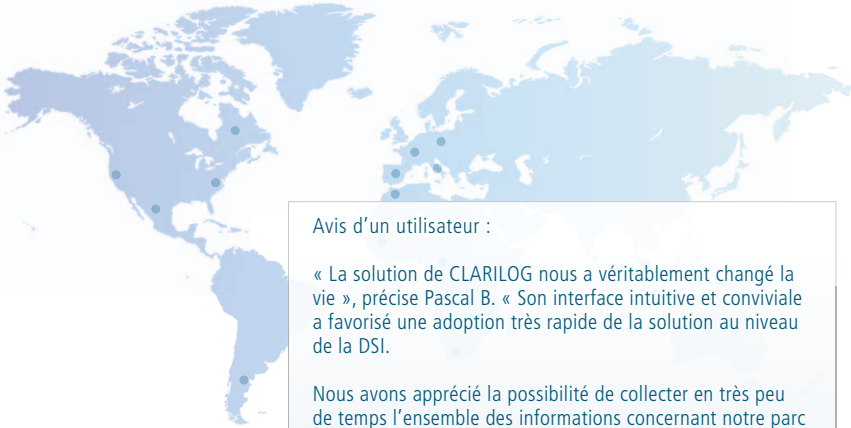 Avis d’un utilisateur :
« La solution de CLARILOG nous a véritablement changé la
vie », précise Pascal B. « Son interface intuitive et conviviale
a favorisé une adoption très rapide de la solution au niveau
de la DSI.
Nous avons apprécié la possibilité de collecter en très peu
de temps l’ensemble des informations concernant notre parc